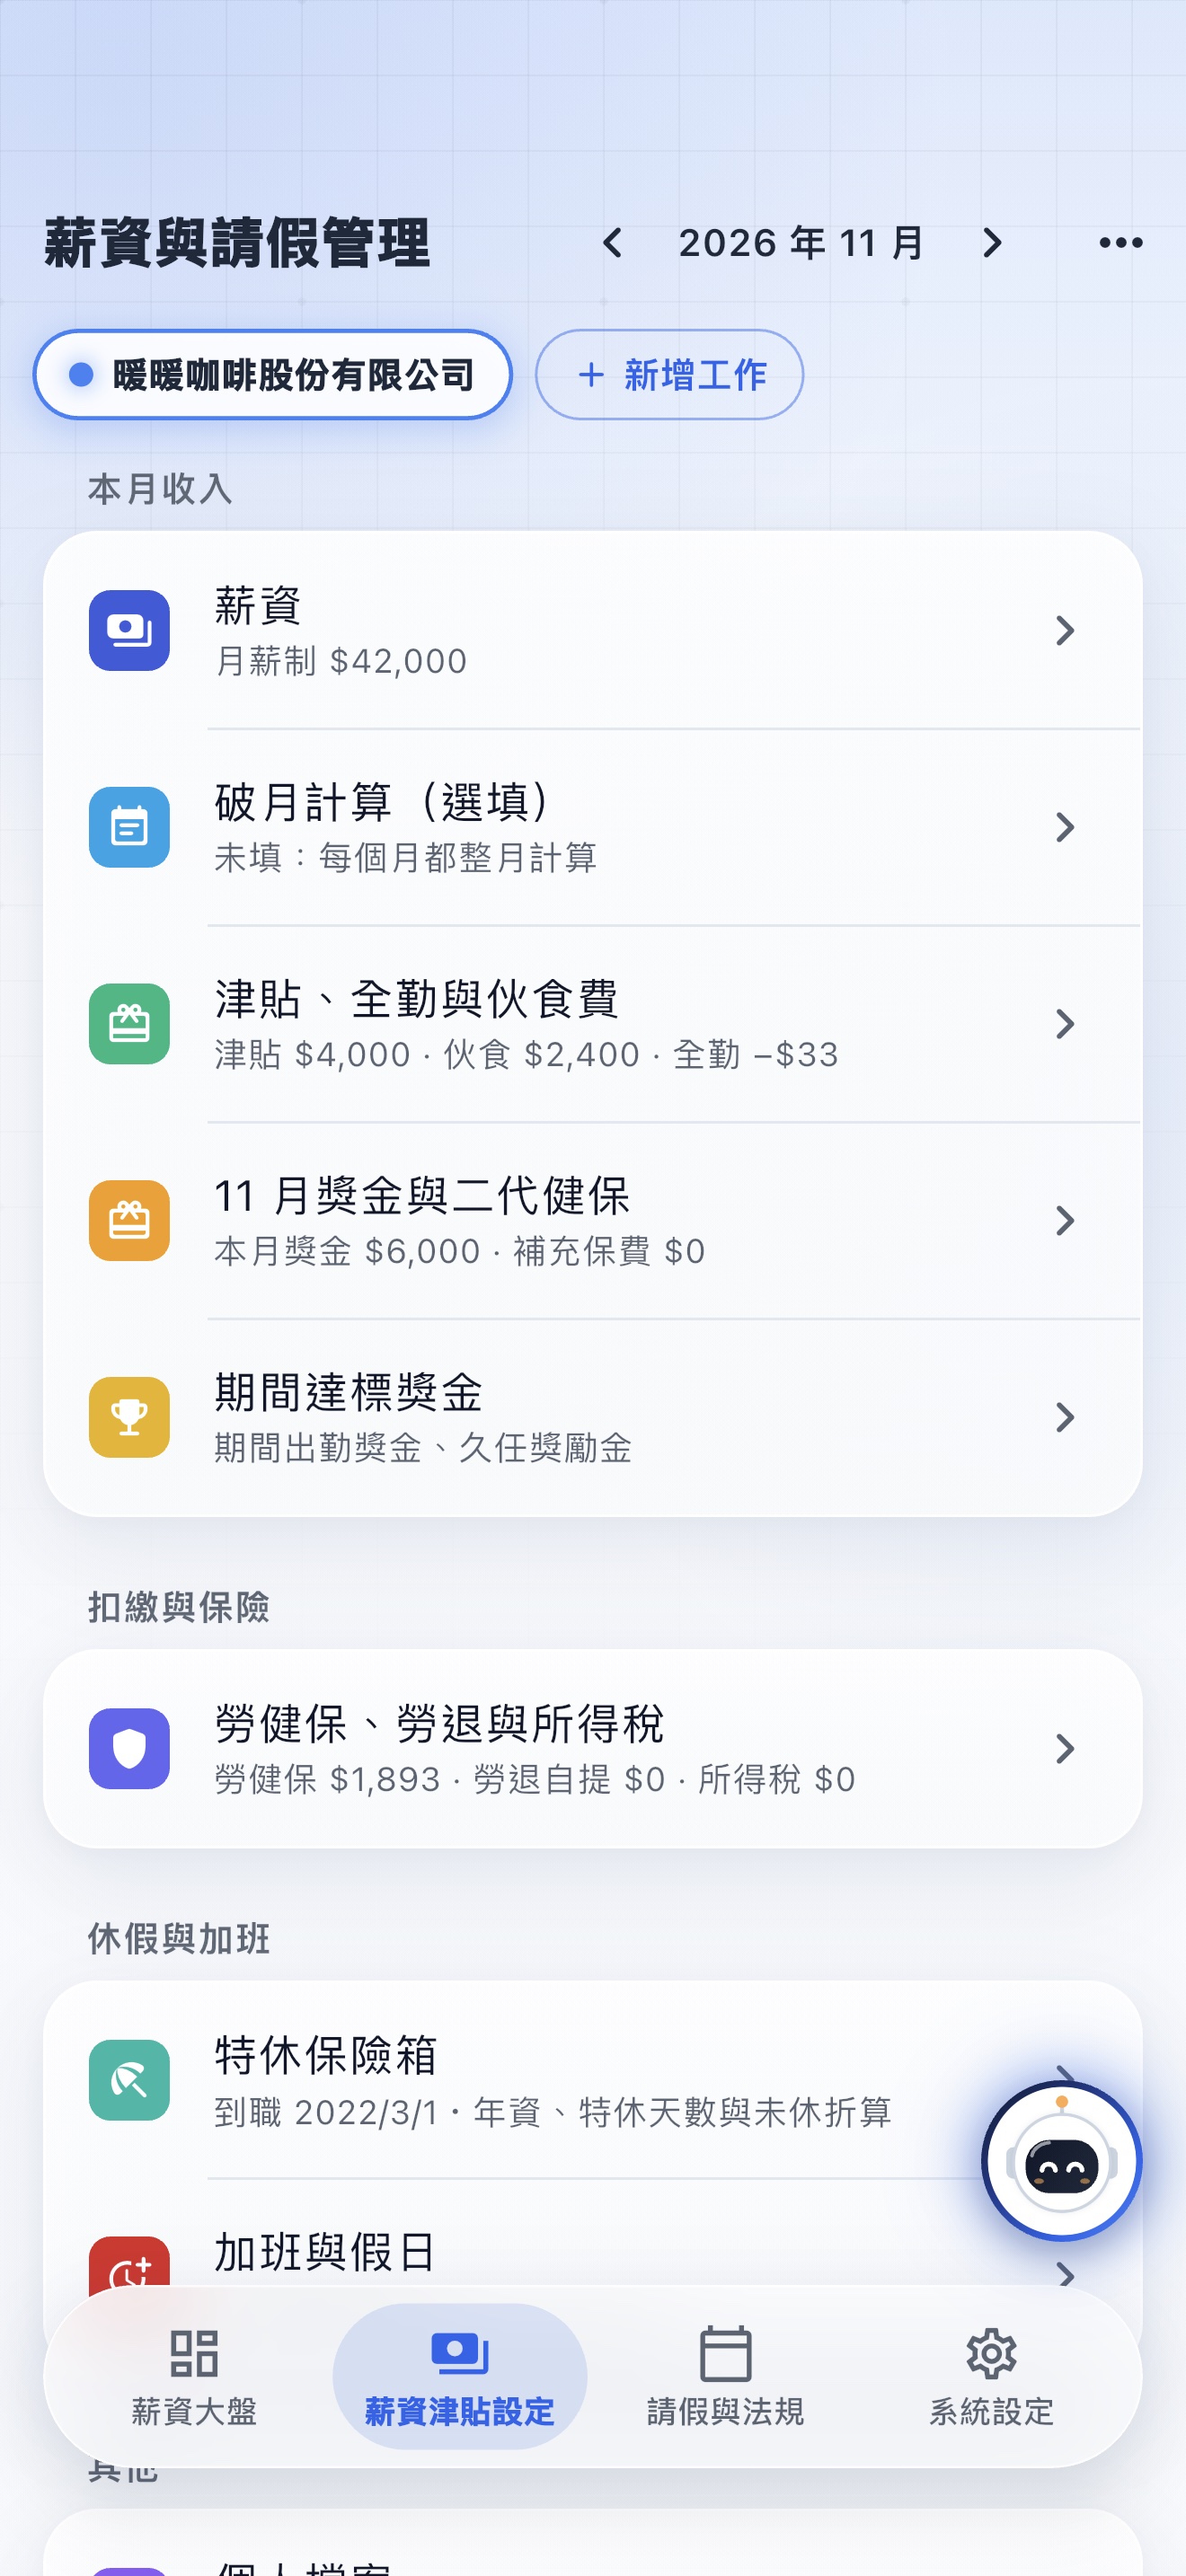 薪資與請假管理
2026 年 11 月
暖暖咖啡股份有限公司
+ 新增工作
本月收入
薪資
月薪制 $42,000
破月計算（選填）
未填：每個月都整月計算
津貼、全勤與伙食費
津貼 $4,000 · 伙食 $2,400 · 全勤 −$33
11 月獎金與二代健保
本月獎金 $6,000 · 補充保費 $0
期間達標獎金
期間出勤獎金、久任獎勵金
扣繳與保險
勞健保、勞退與所得稅
勞健保 $1,893 · 勞退自提 $0 · 所得稅 $0
休假與加班
特休保險箱
到職 2022/3/1・年資、特休天數與未休折算
加班與假日
薪資大盤
薪資津貼設定
請假與法規
系統設定
其他
個人檔案